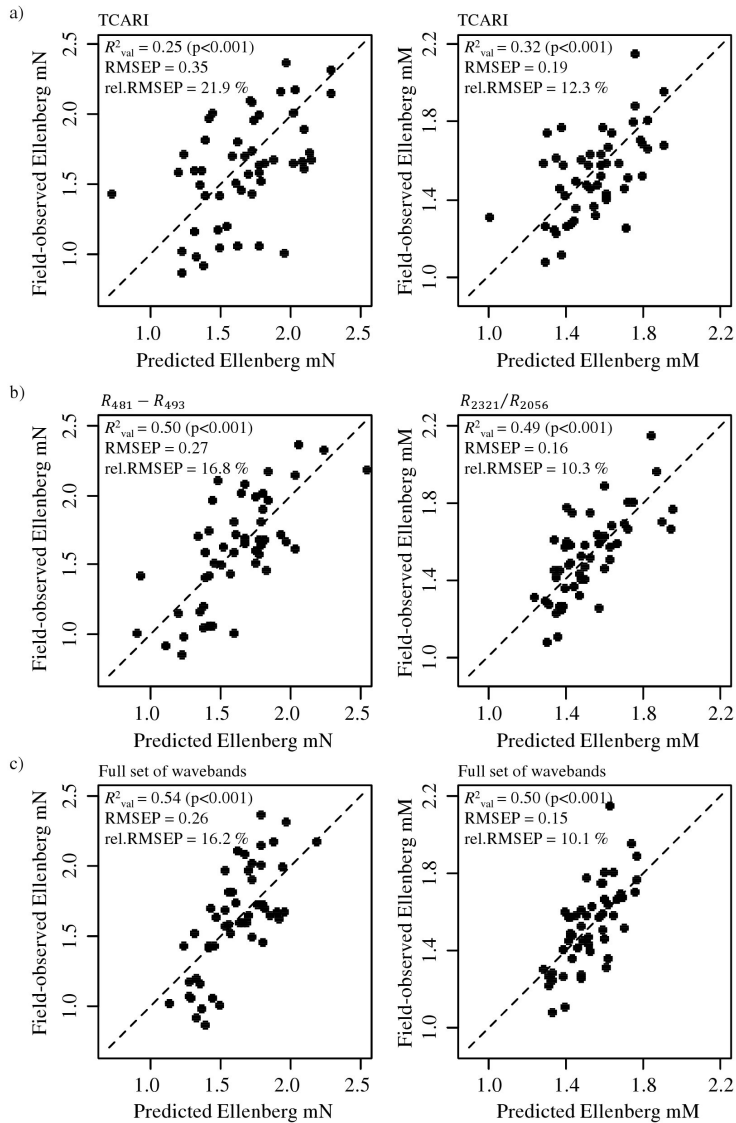 a)
TCARI
R²val = 0.25 (p<0.001)
RMSEP = 0.35
rel.RMSEP = 21.9 %
Field-observed Ellenberg mN
2.5
2.0
1.5
1.0
1.0 1.5 2.0 2.5
Predicted Ellenberg mN
TCARI
R²val = 0.32 (p<0.001)
RMSEP = 0.19
rel.RMSEP = 12.3 %
Field-observed Ellenberg mM
2.2
1.8
1.4
1.0
1.0 1.4 1.8 2.2
Predicted Ellenberg mM
b)
R481 − R493
R²val = 0.50 (p<0.001)
RMSEP = 0.27
rel.RMSEP = 16.8 %
Field-observed Ellenberg mN
2.5
2.0
1.5
1.0
1.0 1.5 2.0 2.5
Predicted Ellenberg mN
R2321/R2056
R²val = 0.49 (p<0.001)
RMSEP = 0.16
rel.RMSEP = 10.3 %
Field-observed Ellenberg mM
2.2
1.8
1.4
1.0
1.0 1.4 1.8 2.2
Predicted Ellenberg mM
c)
Full set of wavebands
R²val = 0.54 (p<0.001)
RMSEP = 0.26
rel.RMSEP = 16.2 %
Field-observed Ellenberg mN
2.5
2.0
1.5
1.0
1.0 1.5 2.0 2.5
Predicted Ellenberg mN
Full set of wavebands
R²val = 0.50 (p<0.001)
RMSEP = 0.15
rel.RMSEP = 10.1 %
Field-observed Ellenberg mM
2.2
1.8
1.4
1.0
1.0 1.4 1.8 2.2
Predicted Ellenberg mM